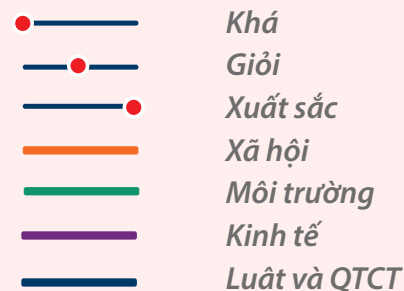 Khá
Giỏi
Xuất sắc
Xã hội
Môi trường
Kinh tế
Luật và QTCT